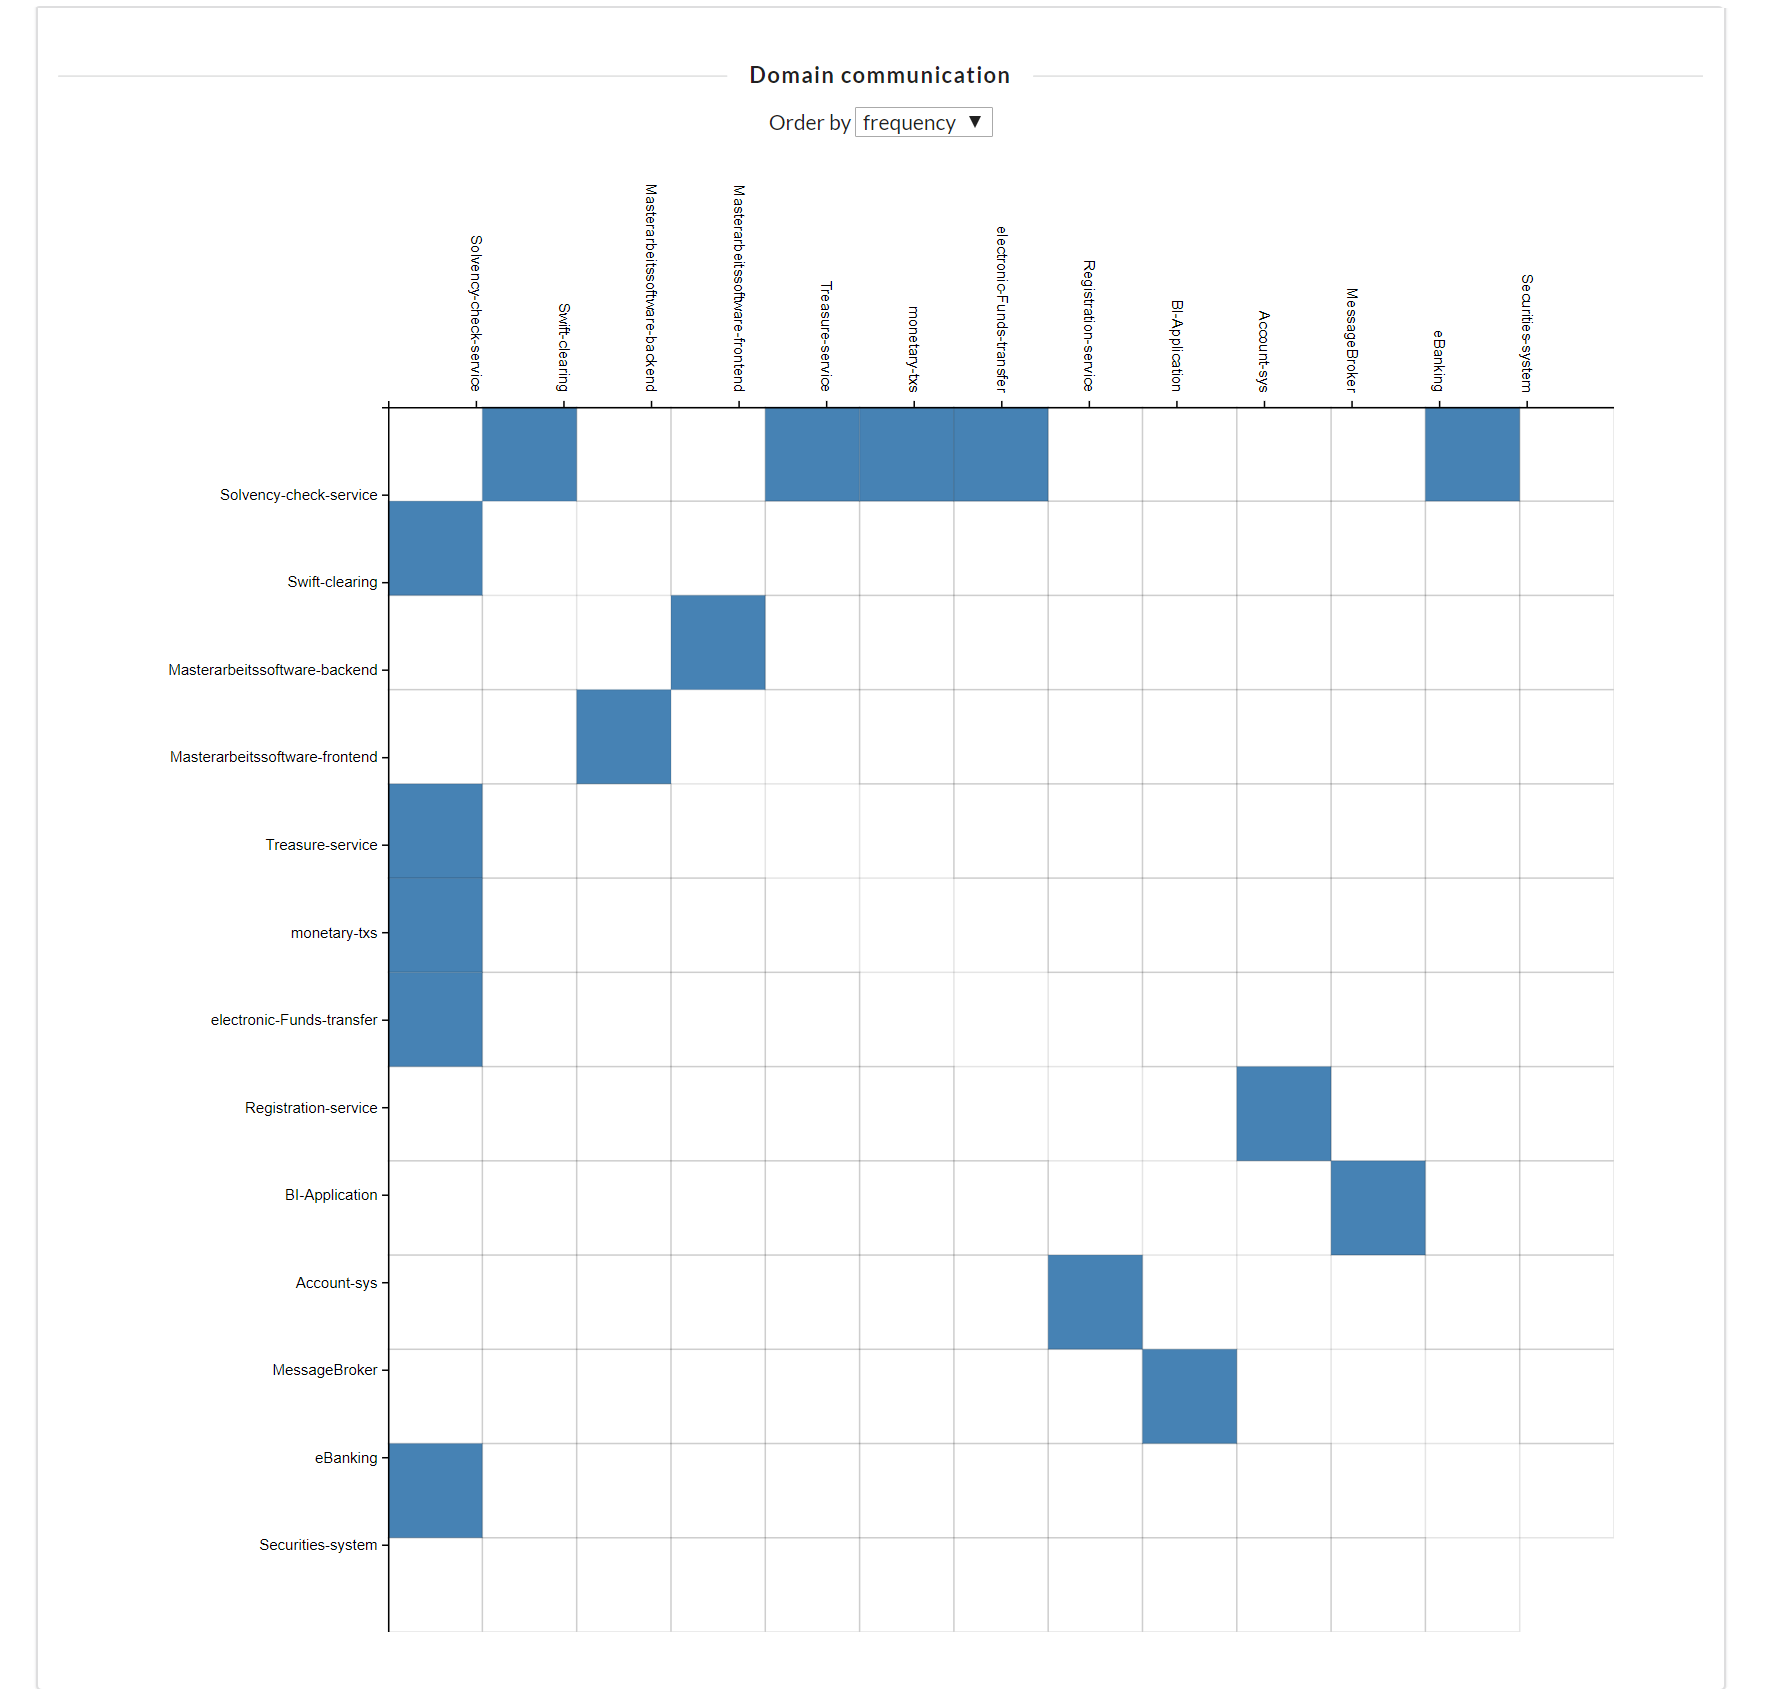 Domain communication
Order by frequency ▼
Solvency-check-service
Swift-clearing
Masterarbeitssoftware-backend
Masterarbeitssoftware-frontend
Treasure-service
monetary-txs
electronic-Funds-transfer
Registration-service
BI-Application
Account-sys
MessageBroker
eBanking
Securities-system
Solvency-check-service
Swift-clearing
Masterarbeitssoftware-backend
Masterarbeitssoftware-frontend
Treasure-service
monetary-txs
electronic-Funds-transfer
Registration-service
BI-Application
Account-sys
MessageBroker
eBanking
Securities-system